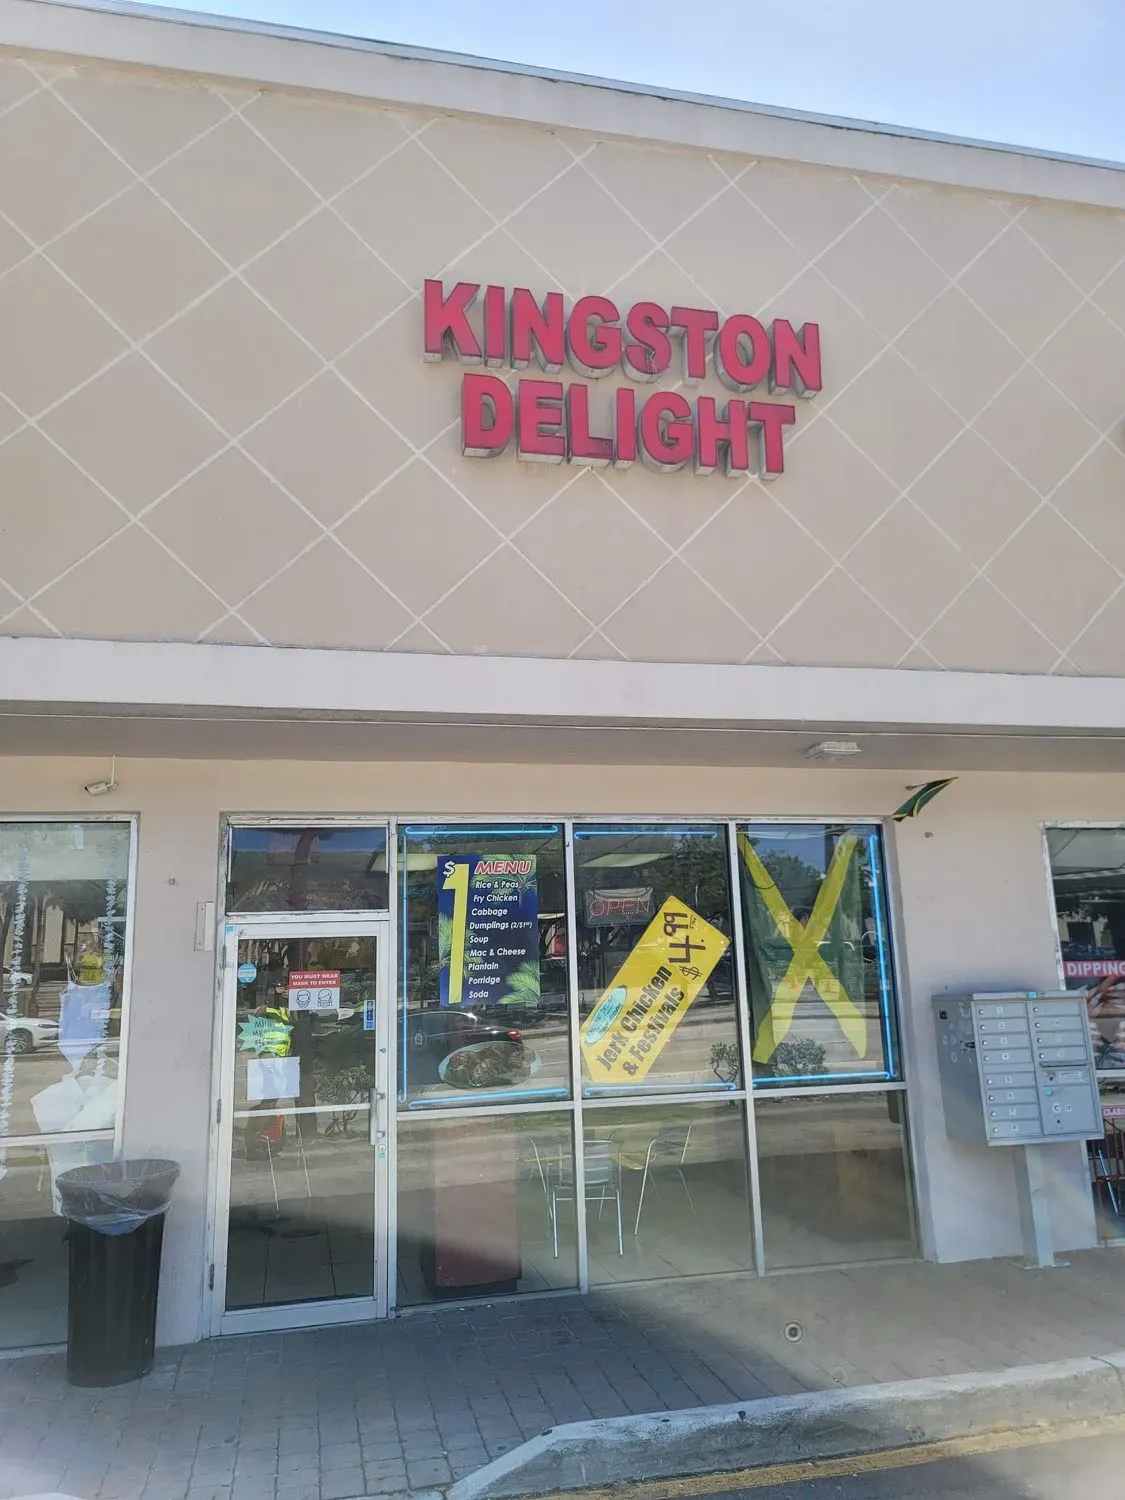 KINGSTON
DELIGHT
$1 MENU
Rice & Peas
Fry Chicken
Cabbage
Dumplings (2/$1⁰⁰)
Soup
Mac & Cheese
Plantain
Porridge
Soda
OPEN
$4.99
Jerk Chicken
& Festivals
YOU MUST WEAR
MASK TO ENTER
DIPPING